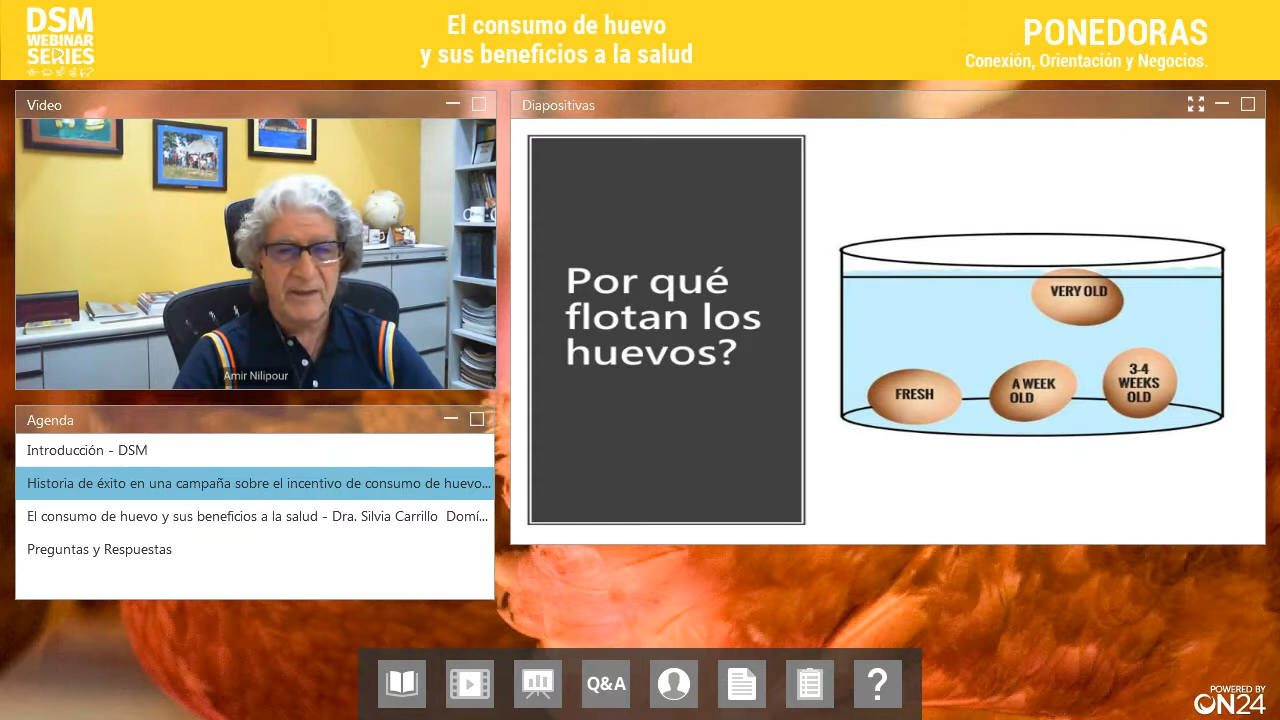 DSM
WEBINAR
SERIES
El consumo de huevo
y sus beneficios a la salud
PONEDORAS
Conexión, Orientación y Negocios.
Video
Amir Nilipour
Agenda
Introducción - DSM
Historia de éxito en una campaña sobre el incentivo de consumo de huevo...
El consumo de huevo y sus beneficios a la salud - Dra. Silvia Carrillo Domí...
Preguntas y Respuestas
Diapositivas
Por qué
flotan los
huevos?
VERY OLD
FRESH
A WEEK
OLD
3-4
WEEKS
OLD
Q&A
?
POWERED BY
ON24